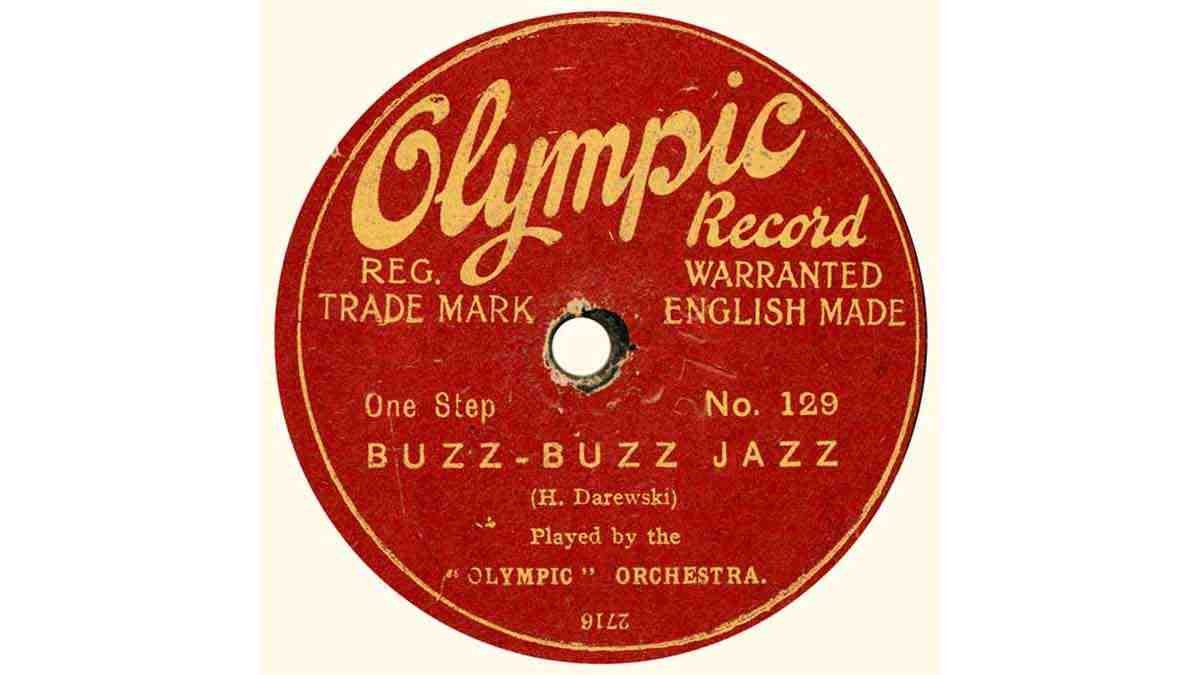 Olympic
Record
REG.
TRADE MARK
WARRANTED
ENGLISH MADE
One Step
No. 129
BUZZ-BUZZ JAZZ
(H. Darewski)
Played by the
"OLYMPIC" ORCHESTRA.
2716